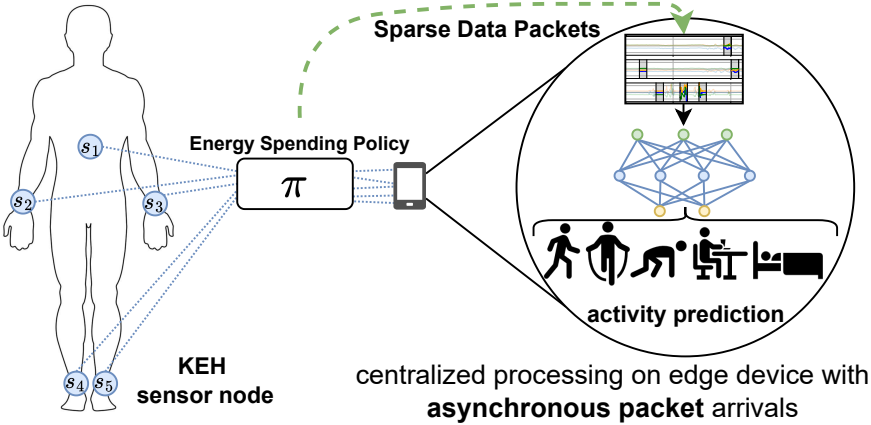 Sparse Data Packets
Energy Spending Policy
π
s1
s2
s3
s4
s5
KEH
sensor node
activity prediction
centralized processing on edge device with
asynchronous packet arrivals